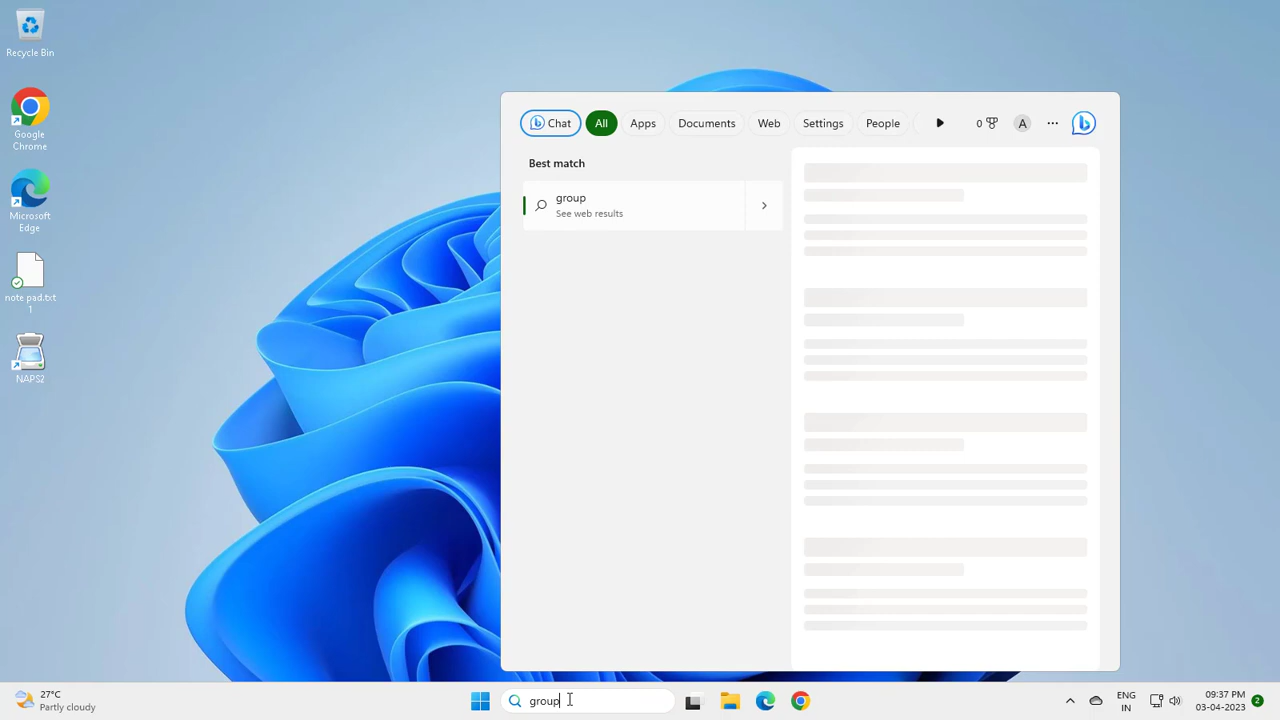 Recycle Bin
Google
Chrome
Microsoft
Edge
note pad.txt
1
NAPS2
Chat
All
Apps
Documents
Web
Settings
People
0
A
Best match
group
See web results
27°C
Partly cloudy
group
ENG
IN
09:37 PM
03-04-2023
2